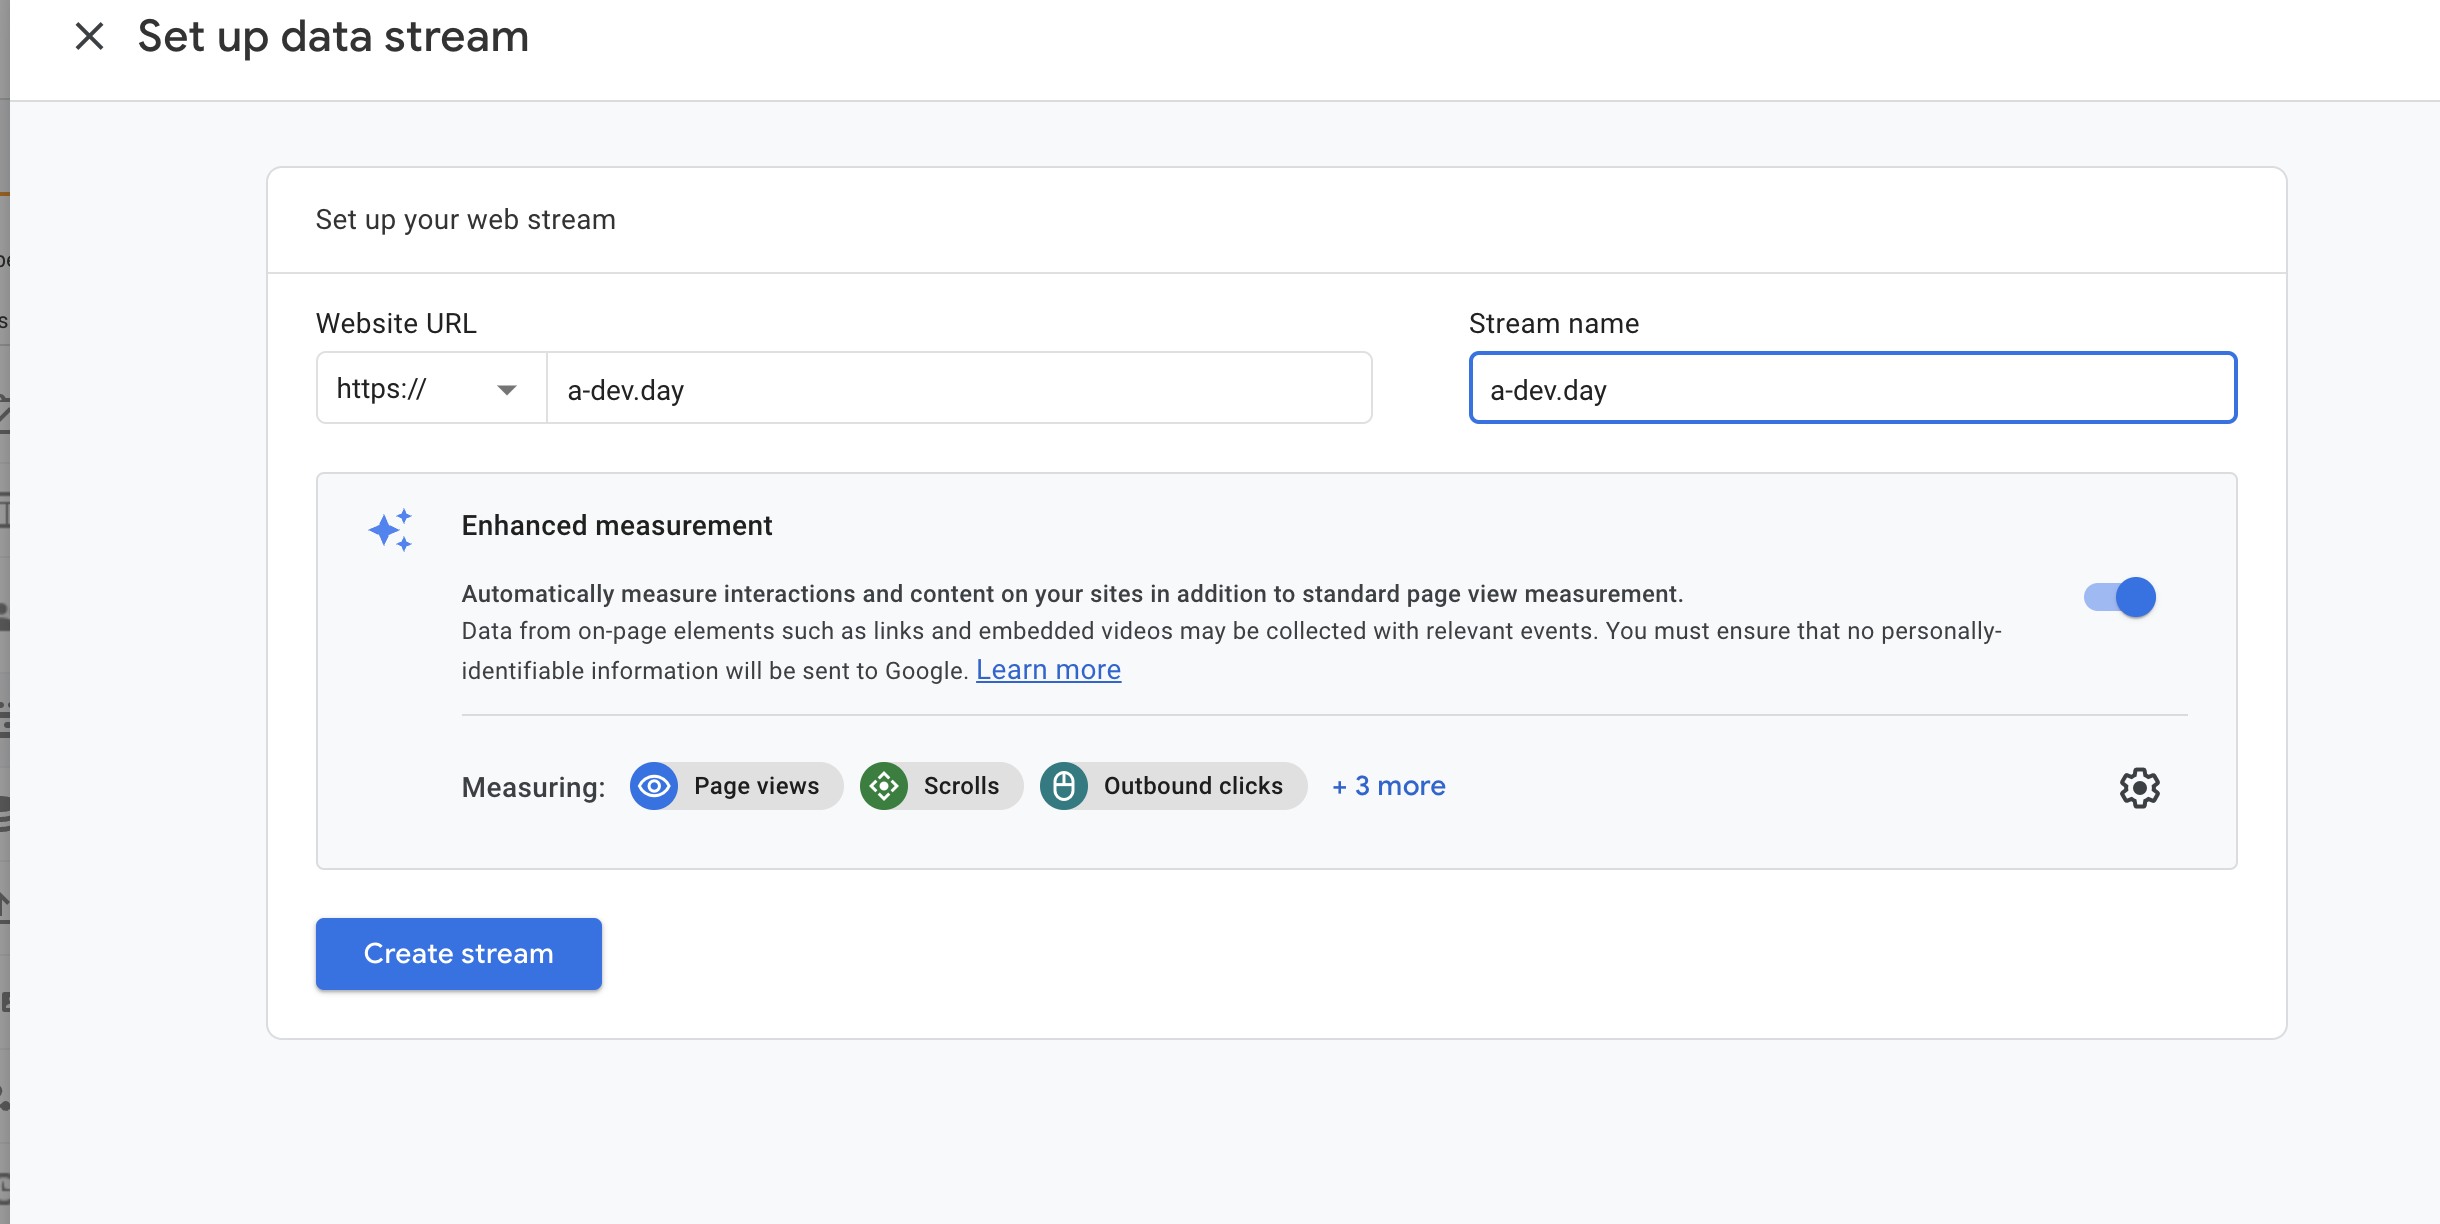 Set up data stream
Set up your web stream
Website URL
Stream name
https://
a-dev.day
a-dev.day
Enhanced measurement
Automatically measure interactions and content on your sites in addition to standard page view measurement.
Data from on-page elements such as links and embedded videos may be collected with relevant events. You must ensure that no personally-
identifiable information will be sent to Google. Learn more
Measuring: Page views Scrolls Outbound clicks + 3 more
Create stream